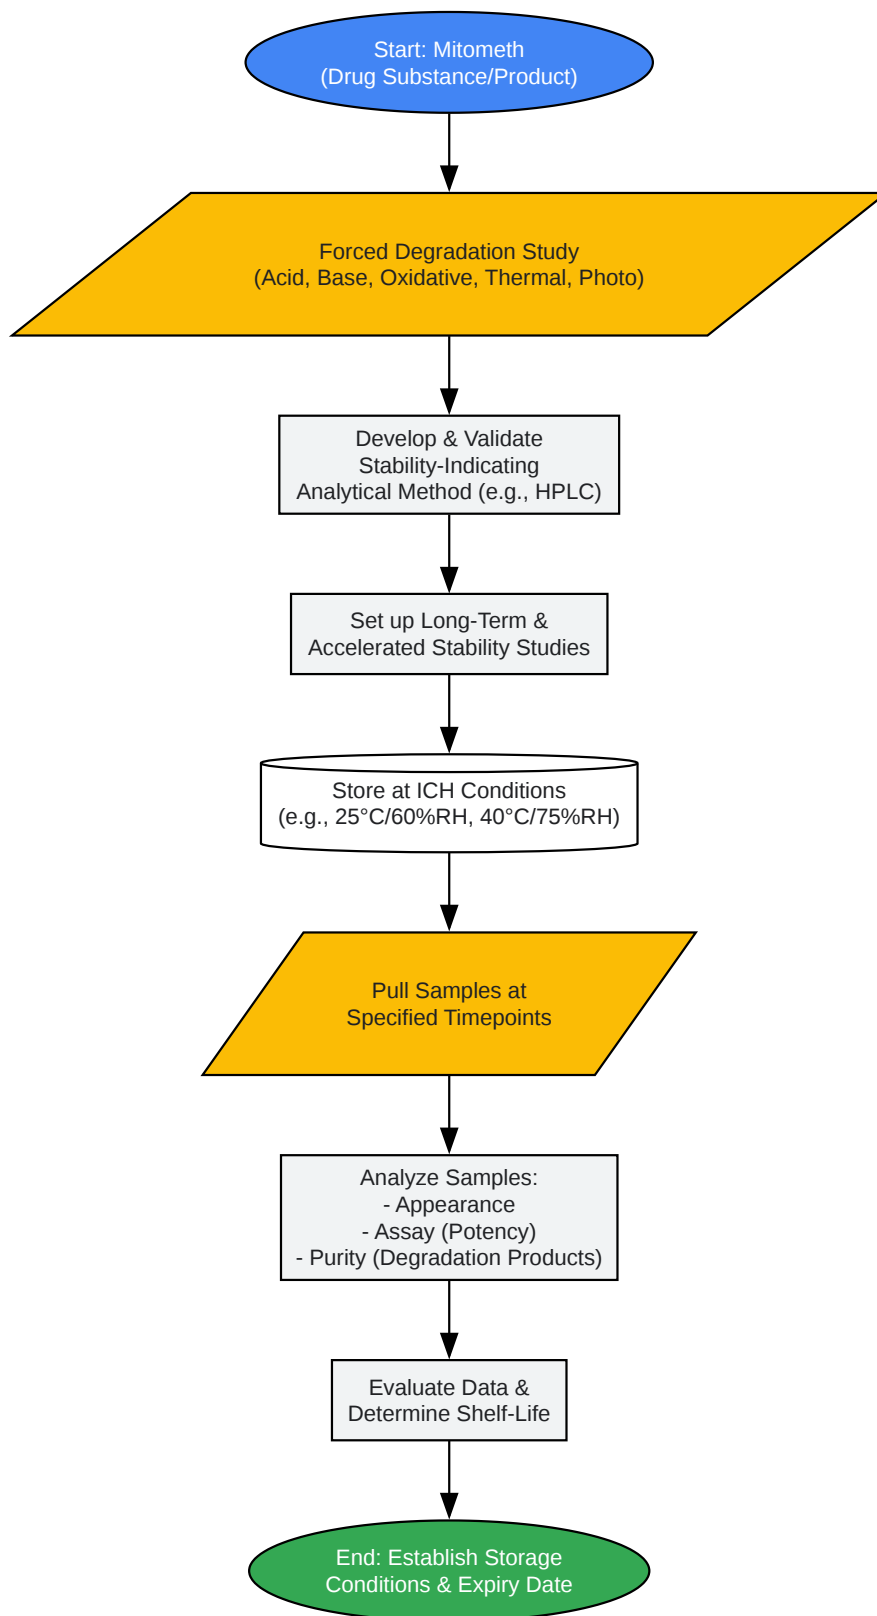 Start: Mitometh
(Drug Substance/Product)
Forced Degradation Study
(Acid, Base, Oxidative, Thermal, Photo)
Develop & Validate
Stability-Indicating
Analytical Method (e.g., HPLC)
Set up Long-Term &
Accelerated Stability Studies
Store at ICH Conditions
(e.g., 25°C/60%RH, 40°C/75%RH)
Pull Samples at
Specified Timepoints
Analyze Samples:
- Appearance
- Assay (Potency)
- Purity (Degradation Products)
Evaluate Data &
Determine Shelf-Life
End: Establish Storage
Conditions & Expiry Date